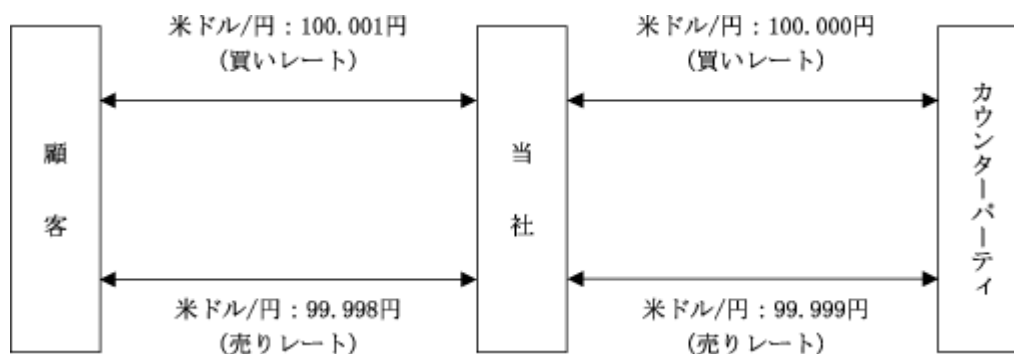 米ドル/円：100.001円
(買いレート)
米ドル/円：100.000円
(買いレート)
顧客
当社
カウンターパーティ
米ドル/円：99.998円
(売りレート)
米ドル/円：99.999円
(売りレート)